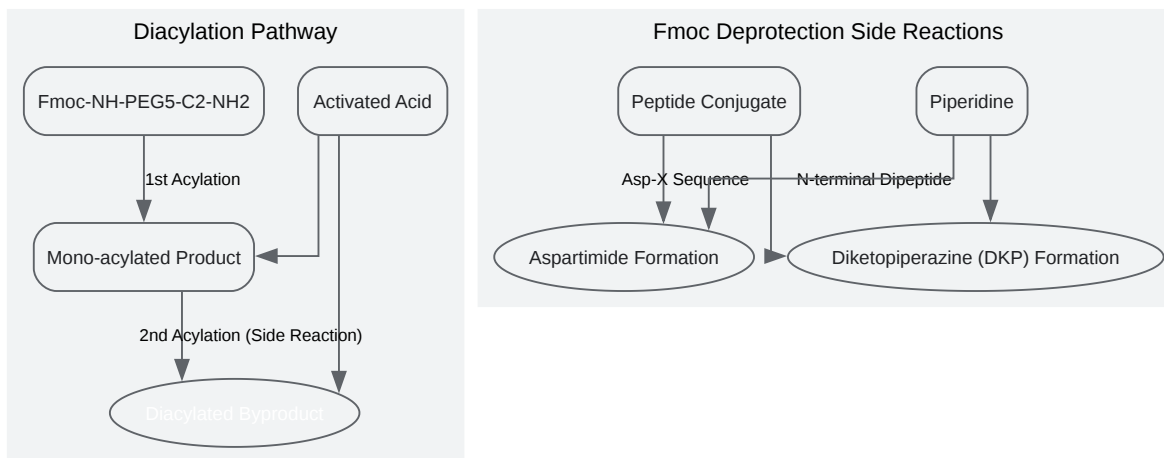 Diacylation Pathway
Fmoc-NH-PEG5-C2-NH2
Activated Acid
1st Acylation
Mono-acylated Product
2nd Acylation (Side Reaction)
Diacylated Byproduct
Fmoc Deprotection Side Reactions
Peptide Conjugate
Piperidine
Asp-X Sequence
N-terminal Dipeptide
Aspartimide Formation
Diketopiperazine (DKP) Formation